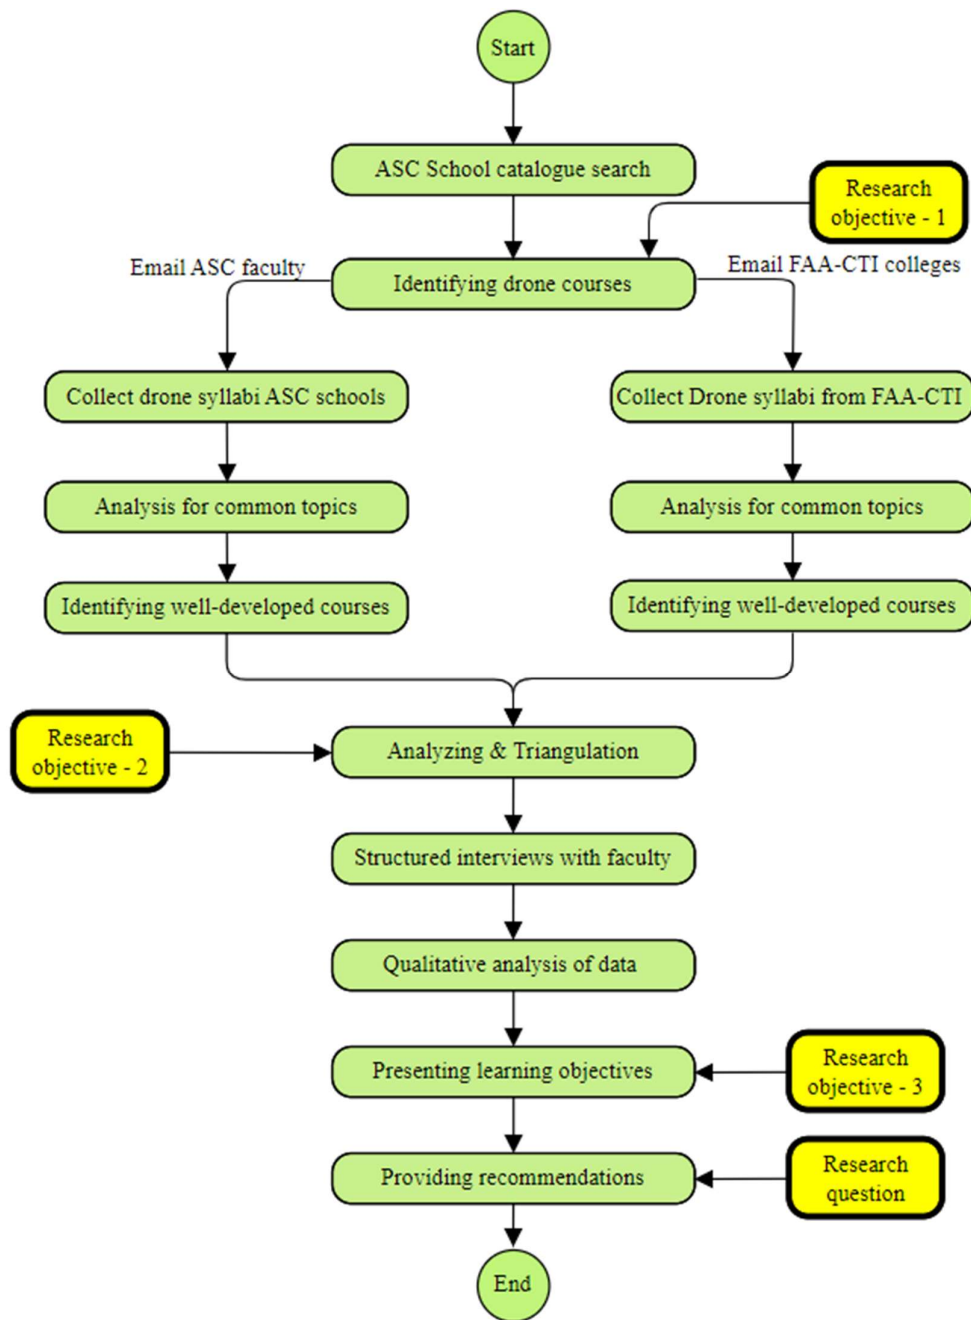 Start
ASC School catalogue search
Research
objective - 1
Email ASC faculty
Email FAA-CTI colleges
Identifying drone courses
Collect drone syllabi ASC schools
Collect Drone syllabi from FAA-CTI
Analysis for common topics
Analysis for common topics
Identifying well-developed courses
Identifying well-developed courses
Research
objective - 2
Analyzing & Triangulation
Structured interviews with faculty
Qualitative analysis of data
Presenting learning objectives
Research
objective - 3
Providing recommendations
Research
question
End